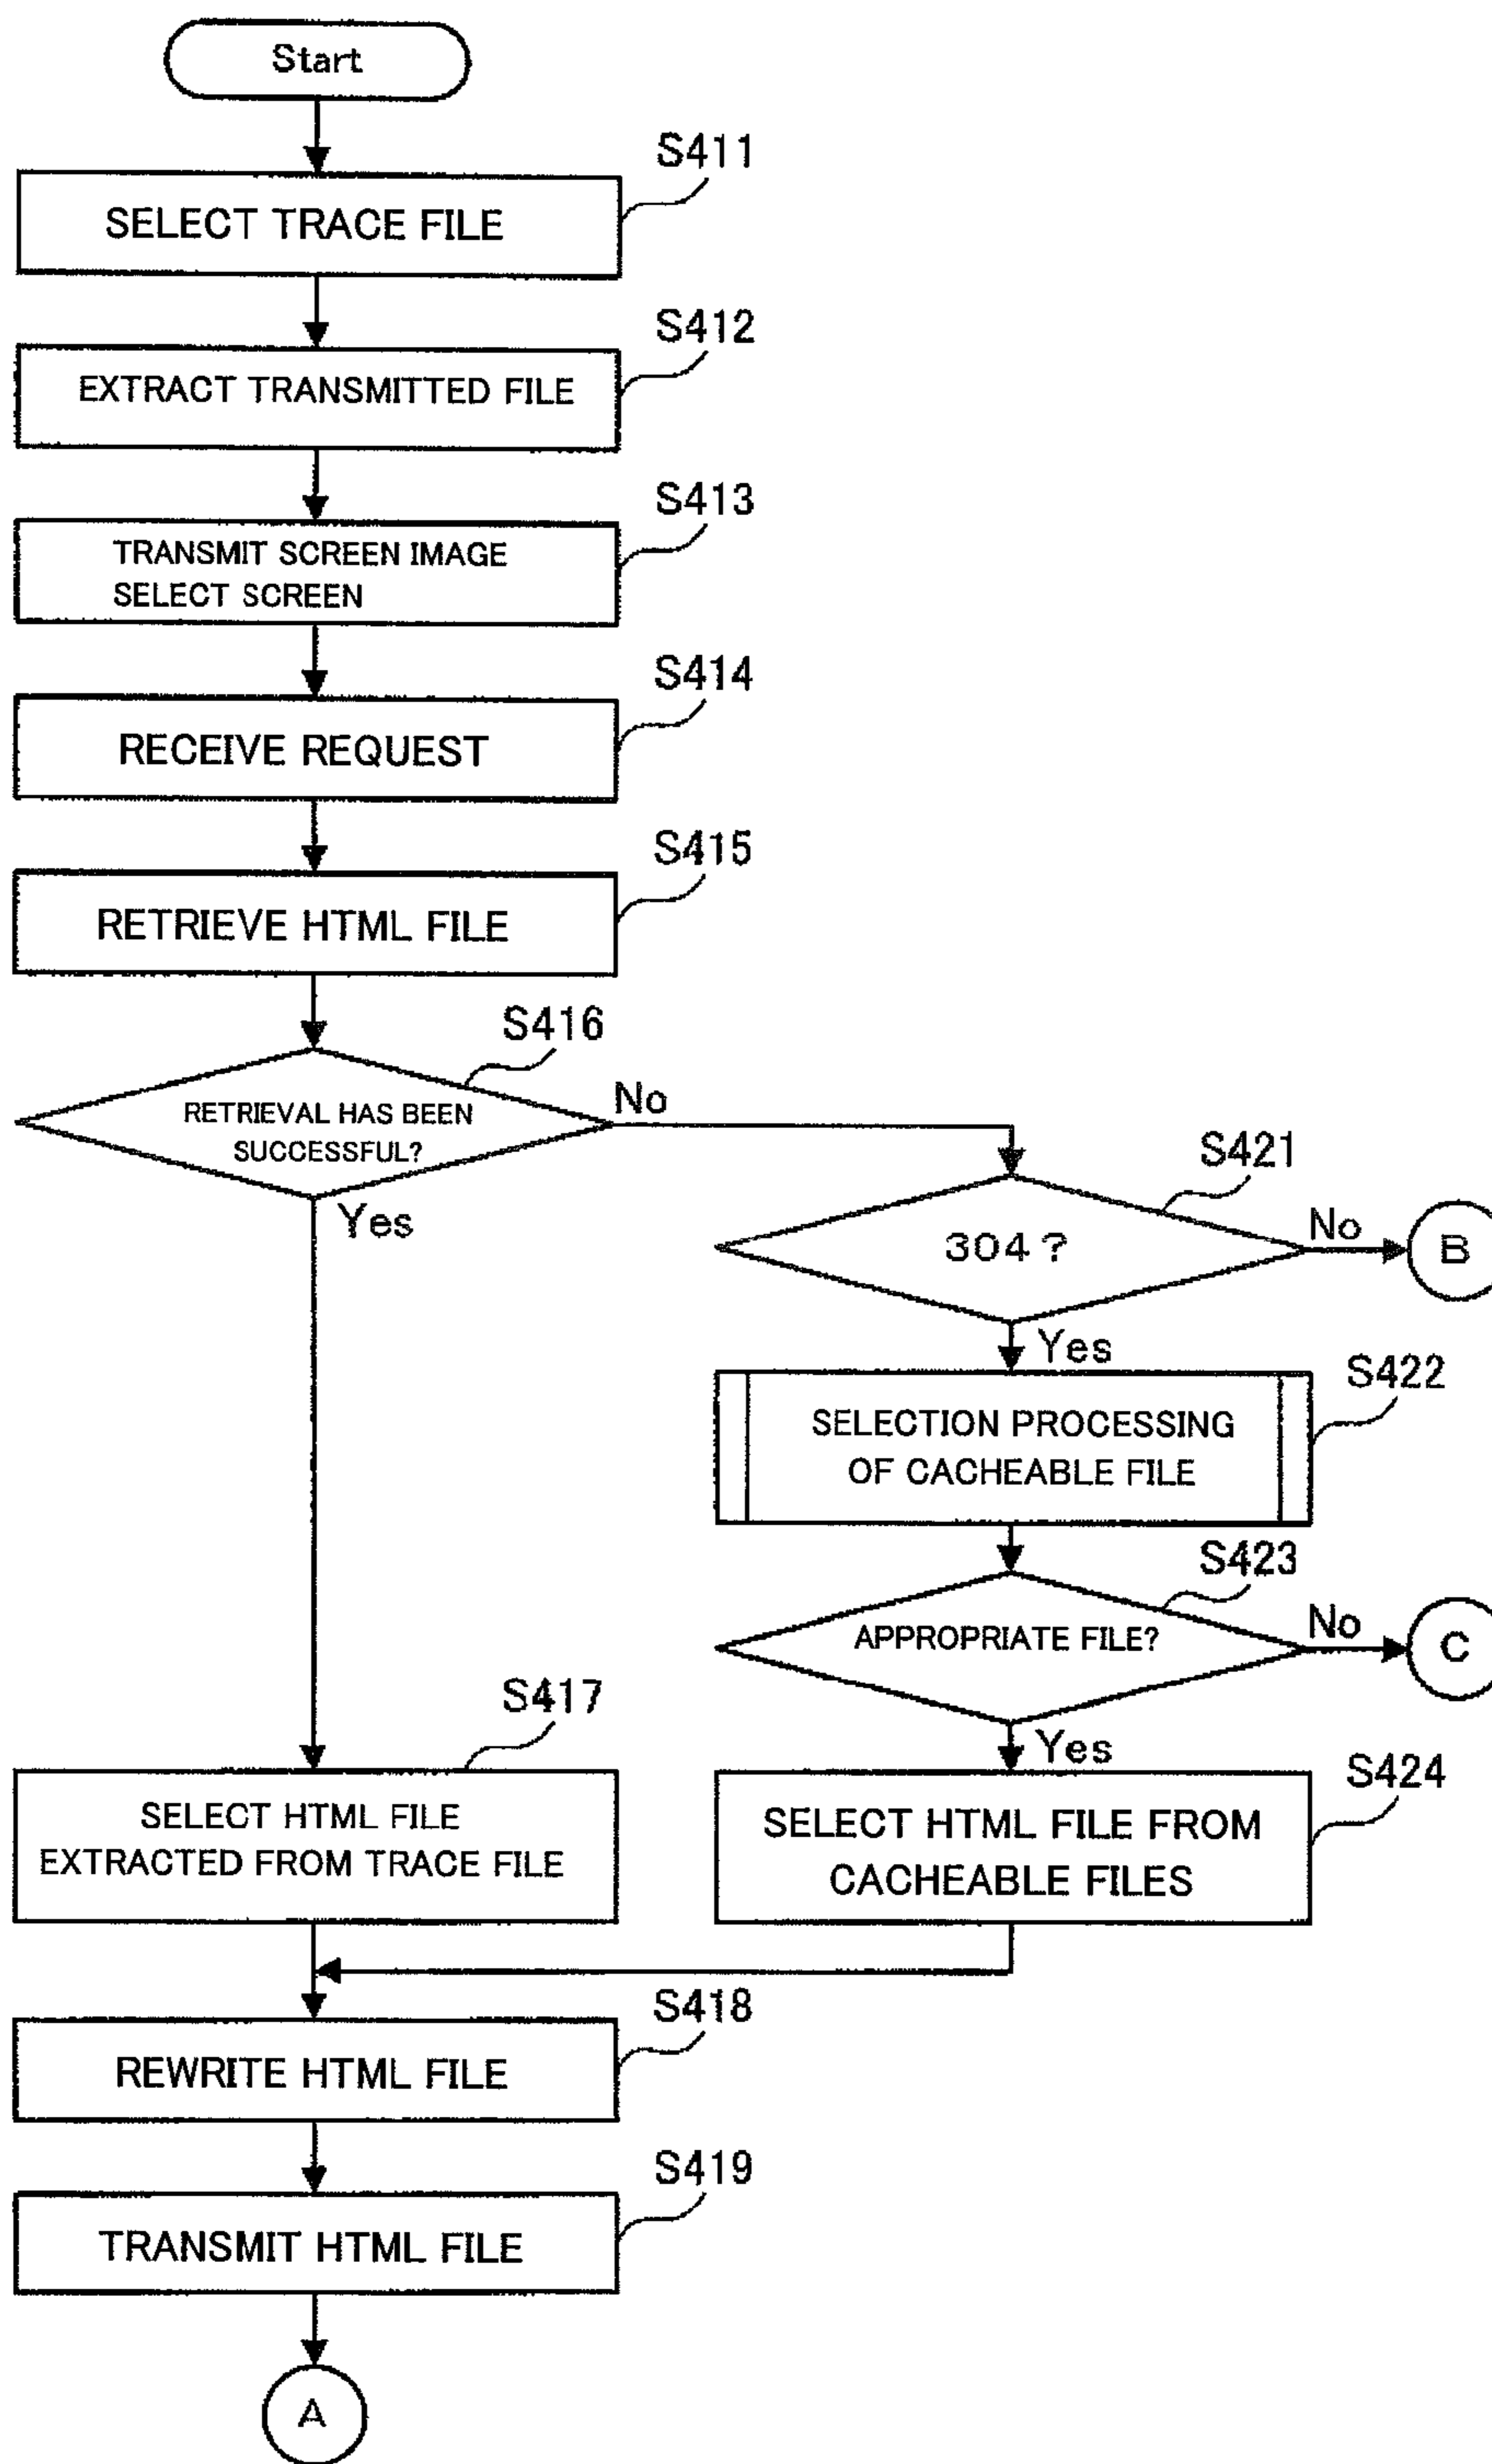 Start
S411
SELECT TRACE FILE
S412
EXTRACT TRANSMITTED FILE
S413
TRANSMIT SCREEN IMAGE
SELECT SCREEN
S414
RECEIVE REQUEST
S415
RETRIEVE HTML FILE
S416
RETRIEVAL HAS BEEN
SUCCESSFUL?
No
Yes
S421
304?
No
B
Yes
S422
SELECTION PROCESSING
OF CACHEABLE FILE
S423
APPROPRIATE FILE?
No
C
Yes
S417
SELECT HTML FILE
EXTRACTED FROM TRACE FILE
S424
SELECT HTML FILE FROM
CACHEABLE FILES
S418
REWRITE HTML FILE
S419
TRANSMIT HTML FILE
A